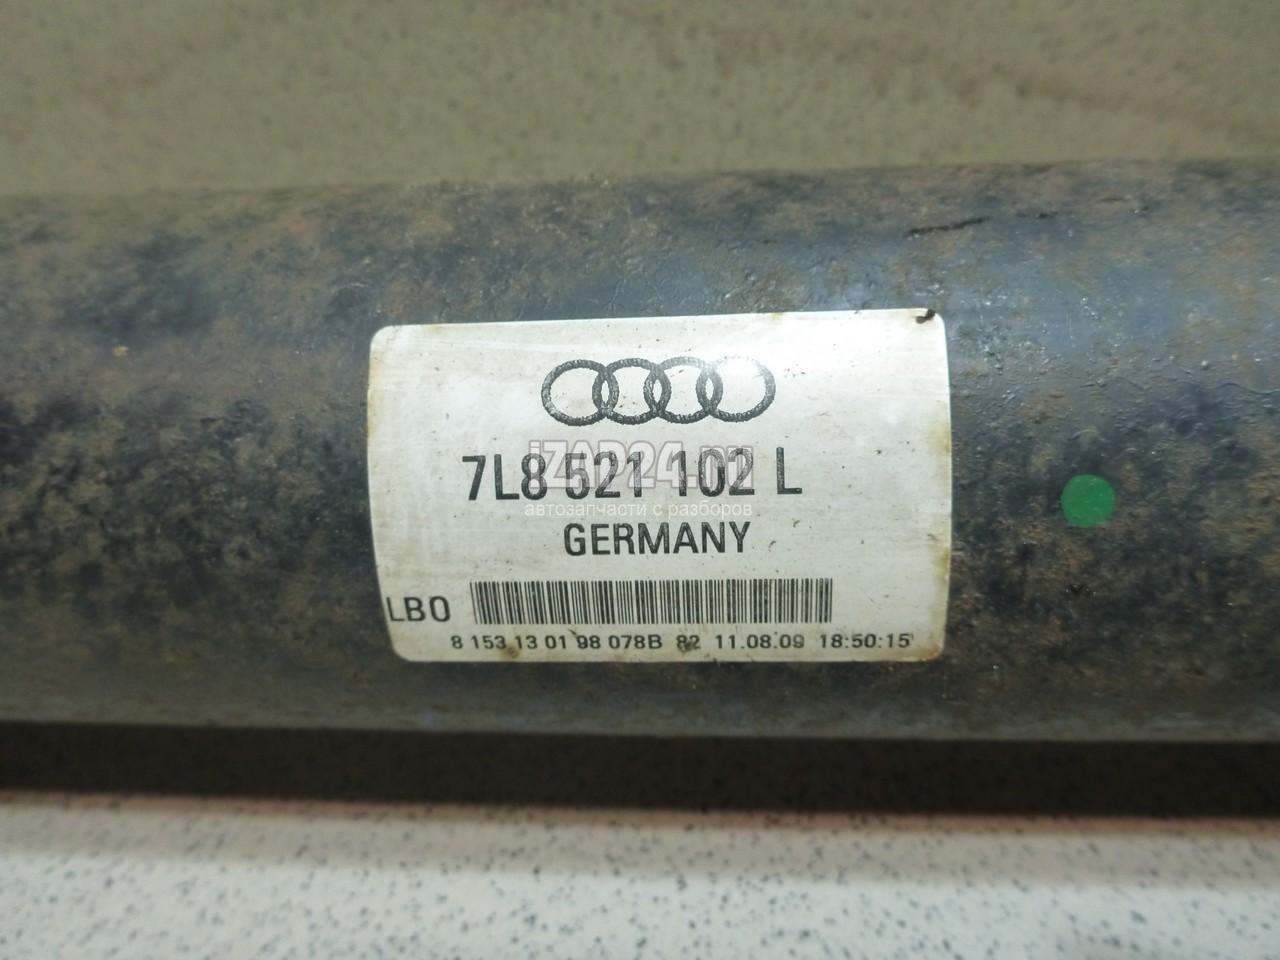 7L8 521 102 L
iZAP24.ru
автозапчасти с разборов
GERMANY
LBO
8 153 13 01 98 078B 82 11.08.09 18:50:15